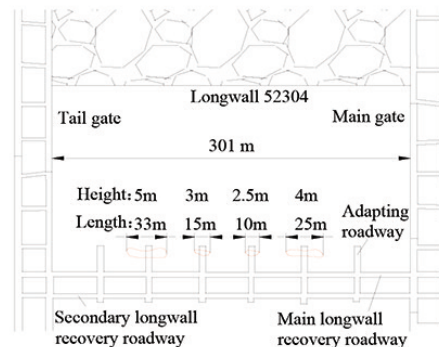 Longwall 52304
Tail gate Main gate
301 m
Height: 5m 3m 2.5m 4m
Length: 33m 15m 10m 25m
Adapting
roadway
Secondary longwall
recovery roadway
Main longwall
recovery roadway